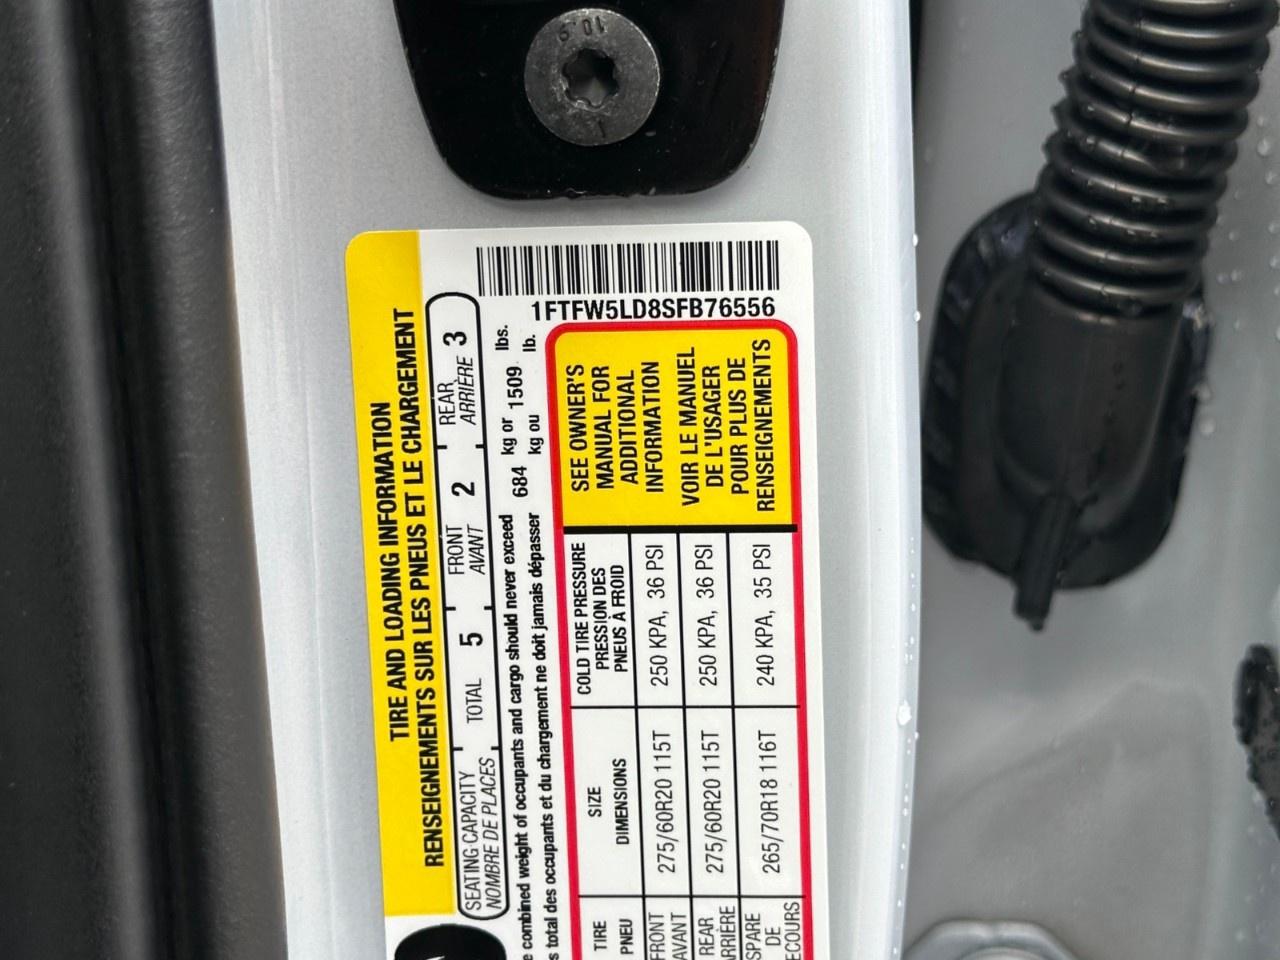 10.9
1FTFW5LD8SFB76556
TIRE AND LOADING INFORMATION
RENSEIGNEMENTS SUR LES PNEUS ET LE CHARGEMENT
SEATING CAPACITY TOTAL 5 FRONT 2 REAR 3
NOMBRE DE PLACES AVANT ARRIÈRE
combined weight of occupants and cargo should never exceed 684 kg or 1509 lbs.
total des occupants et du chargement ne doit jamais dépasser kg ou lb.
TIRE SIZE COLD TIRE PRESSURE
PNEU DIMENSIONS PRESSION DES
PNEUS À FROID
FRONT 275/60R20 115T 250 KPA, 36 PSI
AVANT
REAR 275/60R20 115T 250 KPA, 36 PSI
ARRIÈRE
SPARE 265/70R18 116T 240 KPA, 35 PSI
DE
SECOURS
SEE OWNER'S
MANUAL FOR
ADDITIONAL
INFORMATION
VOIR LE MANUEL
DE L'USAGER
POUR PLUS DE
RENSEIGNEMENTS